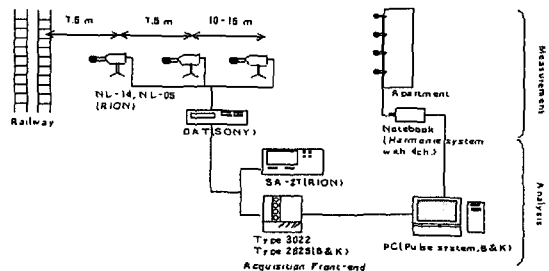 7.5 m
7.5 m
10-15 m
NL-14, NL-05
(RION)
Railway
DAT(SONY)
Apartment
Notebook
(Harmonie system
with 4ch.)
Measurement
SA-27(RION)
Type 3022
Type 2825(B&K)
Acquisition Front-end
PC(Pulse system,B&K)
Analysis